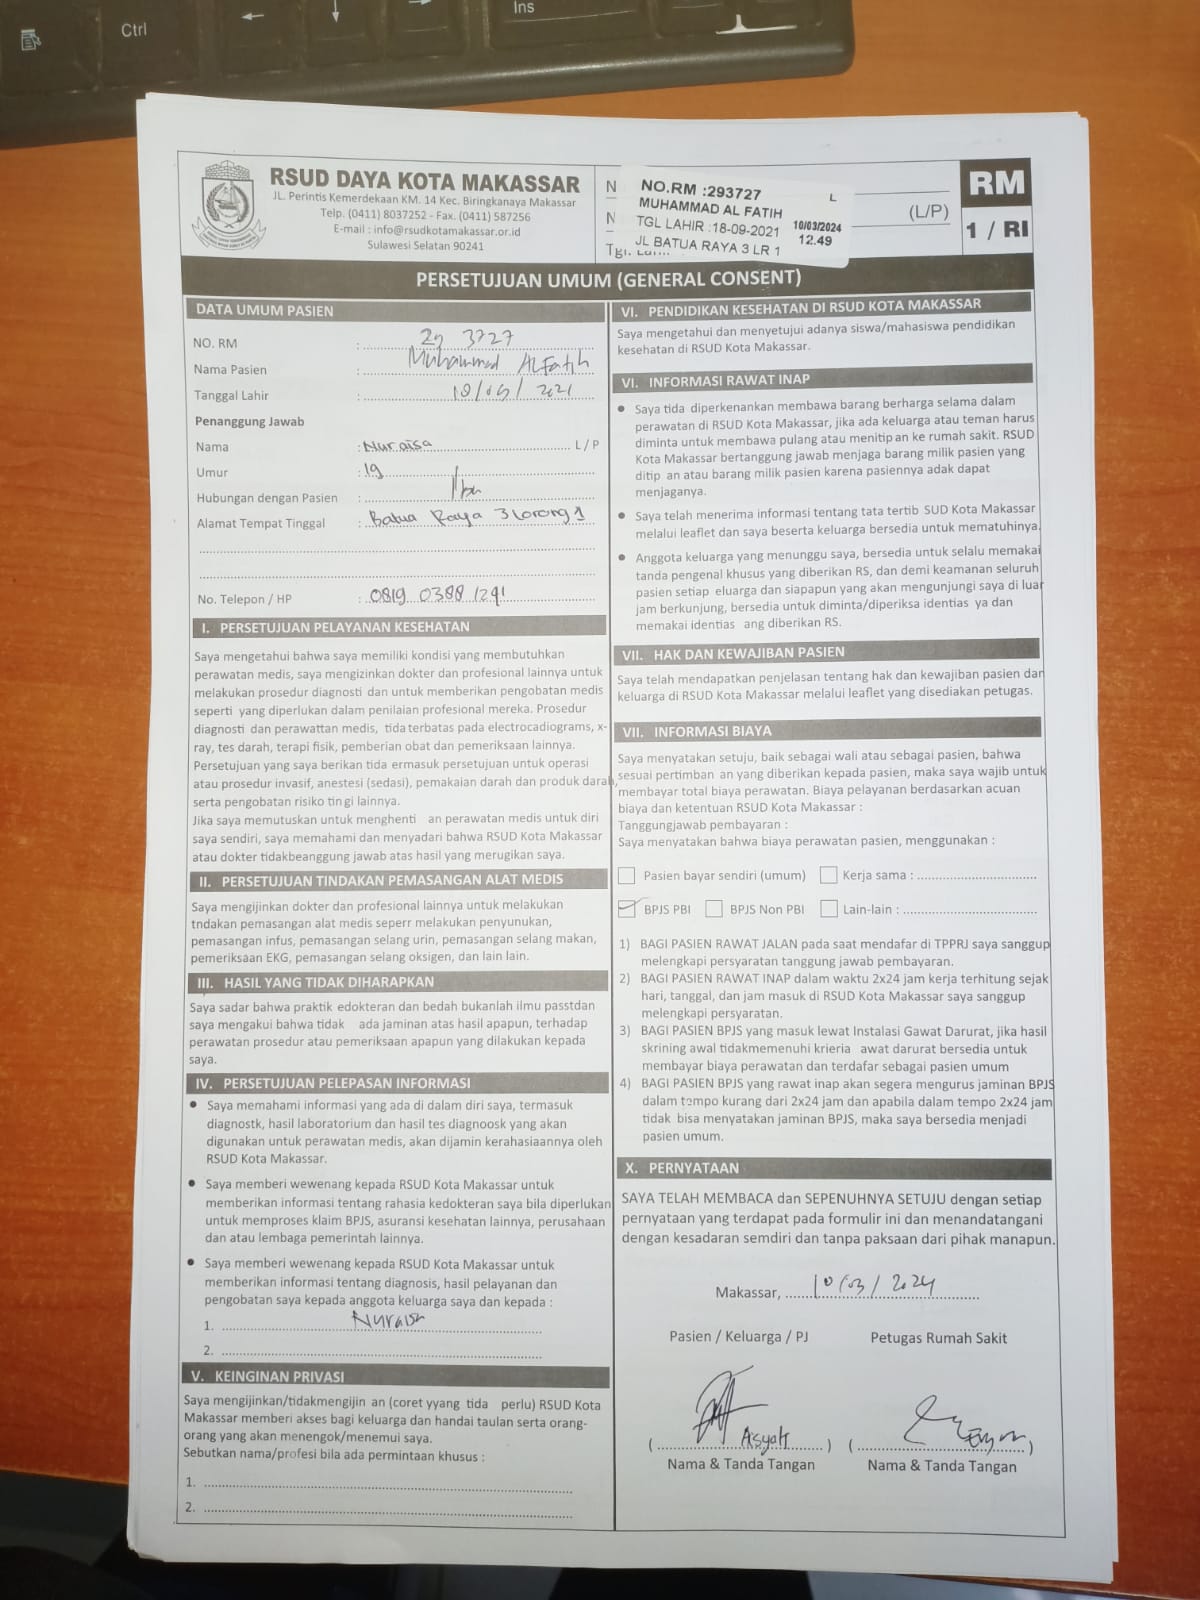 Ctrl
Ins
RSUD DAYA KOTA MAKASSAR
JL. Perintis Kemerdekaan KM. 14 Kec. Biringkanaya Makassar
Telp. (0411) 8037252 - Fax. (0411) 587256
E-mail : info@rsudkotamakassar.or.id
Sulawesi Selatan 90241
N
N
Tgl.
NO.RM :293727 L
MUHAMMAD AL FATIH
TGL LAHIR :18-09-2021 10/03/2024
JL BATUA RAYA 3 LR 1 12.49
(L/P)
RM
1 / RI
PERSETUJUAN UMUM (GENERAL CONSENT)
DATA UMUM PASIEN
NO. RM : 29 3727
Nama Pasien : Muhammad AlFatih
Tanggal Lahir : 18/09/2021
Penanggung Jawab
Nama : Nuraisa L / P
Umur : 19
Hubungan dengan Pasien : Ibu
Alamat Tempat Tinggal : Batua Raya 3 lorong 1
No. Telepon / HP : 0819 0388 1291
I. PERSETUJUAN PELAYANAN KESEHATAN
Saya mengetahui bahwa saya memiliki kondisi yang membutuhkan
perawatan medis, saya mengizinkan dokter dan profesional lainnya untuk
melakukan prosedur diagnosti dan untuk memberikan pengobatan medis
seperti yang diperlukan dalam penilaian profesional mereka. Prosedur
diagnosti dan perawattan medis, tida terbatas pada electrocadiograms, x-
ray, tes darah, terapi fisik, pemberian obat dan pemeriksaan lainnya.
Persetujuan yang saya berikan tida ermasuk persetujuan untuk operasi
atau prosedur invasif, anestesi (sedasi), pemakaian darah dan produk darah,
serta pengobatan risiko tin gi lainnya.
Jika saya memutuskan untuk menghenti an perawatan medis untuk diri
saya sendiri, saya memahami dan menyadari bahwa RSUD Kota Makassar
atau dokter tidakbeanggung jawab atas hasil yang merugikan saya.
II. PERSETUJUAN TINDAKAN PEMASANGAN ALAT MEDIS
Saya mengijinkan dokter dan profesional lainnya untuk melakukan
tndakan pemasangan alat medis seperr melakukan penyunukan,
pemasangan infus, pemasangan selang urin, pemasangan selang makan,
pemeriksaan EKG, pemasangan selang oksigen, dan lain lain.
III. HASIL YANG TIDAK DIHARAPKAN
Saya sadar bahwa praktik edokteran dan bedah bukanlah ilmu passtdan
saya mengakui bahwa tidak ada jaminan atas hasil apapun, terhadap
perawatan prosedur atau pemeriksaan apapun yang dilakukan kepada
saya.
IV. PERSETUJUAN PELEPASAN INFORMASI
• Saya memahami informasi yang ada di dalam diri saya, termasuk
diagnostk, hasil laboratorium dan hasil tes diagnoosk yang akan
digunakan untuk perawatan medis, akan dijamin kerahasiaannya oleh
RSUD Kota Makassar.
• Saya memberi wewenang kepada RSUD Kota Makassar untuk
memberikan informasi tentang rahasia kedokteran saya bila diperlukan
untuk memproses klaim BPJS, asuransi kesehatan lainnya, perusahaan
dan atau lembaga pemerintah lainnya.
• Saya memberi wewenang kepada RSUD Kota Makassar untuk
memberikan informasi tentang diagnosis, hasil pelayanan dan
pengobatan saya kepada anggota keluarga saya dan kepada :
1. Nuraisa
2.
V. KEINGINAN PRIVASI
Saya mengijinkan/tidakmengijin an (coret yyang tida perlu) RSUD Kota
Makassar memberi akses bagi keluarga dan handai taulan serta orang-
orang yang akan menengok/menemui saya.
Sebutkan nama/profesi bila ada permintaan khusus :
1.
2.
VI. PENDIDIKAN KESEHATAN DI RSUD KOTA MAKASSAR
Saya mengetahui dan menyetujui adanya siswa/mahasiswa pendidikan
kesehatan di RSUD Kota Makassar.
VI. INFORMASI RAWAT INAP
• Saya tida diperkenankan membawa barang berharga selama dalam
perawatan di RSUD Kota Makassar, jika ada keluarga atau teman harus
diminta untuk membawa pulang atau menitip an ke rumah sakit. RSUD
Kota Makassar bertanggung jawab menjaga barang milik pasien yang
ditip an atau barang milik pasien karena pasiennya adak dapat
menjaganya.
• Saya telah menerima informasi tentang tata tertib SUD Kota Makassar
melalui leaflet dan saya beserta keluarga bersedia untuk mematuhinya.
• Anggota keluarga yang menunggu saya, bersedia untuk selalu memakai
tanda pengenal khusus yang diberikan RS, dan demi keamanan seluruh
pasien setiap eluarga dan siapapun yang akan mengunjungi saya di luar
jam berkunjung, bersedia untuk diminta/diperiksa identias ya dan
memakai identias ang diberikan RS.
VII. HAK DAN KEWAJIBAN PASIEN
Saya telah mendapatkan penjelasan tentang hak dan kewajiban pasien dan
keluarga di RSUD Kota Makassar melalui leaflet yang disediakan petugas.
VII. INFORMASI BIAYA
Saya menyatakan setuju, baik sebagai wali atau sebagai pasien, bahwa
sesuai pertimban an yang diberikan kepada pasien, maka saya wajib untuk
membayar total biaya perawatan. Biaya pelayanan berdasarkan acuan
biaya dan ketentuan RSUD Kota Makassar :
Tanggungjawab pembayaran :
Saya menyatakan bahwa biaya perawatan pasien, menggunakan :
Pasien bayar sendiri (umum) Kerja sama :
BPJS PBI BPJS Non PBI Lain-lain :
1) BAGI PASIEN RAWAT JALAN pada saat mendafar di TPPRJ saya sanggup
melengkapi persyaratan tanggung jawab pembayaran.
2) BAGI PASIEN RAWAT INAP dalam waktu 2x24 jam kerja terhitung sejak
hari, tanggal, dan jam masuk di RSUD Kota Makassar saya sanggup
melengkapi persyaratan.
3) BAGI PASIEN BPJS yang masuk lewat Instalasi Gawat Darurat, jika hasil
skrining awal tidakmemenuhi krieria awat darurat bersedia untuk
membayar biaya perawatan dan terdafar sebagai pasien umum
4) BAGI PASIEN BPJS yang rawat inap akan segera mengurus jaminan BPJS
dalam tempo kurang dari 2x24 jam dan apabila dalam tempo 2x24 jam
tidak bisa menyatakan jaminan BPJS, maka saya bersedia menjadi
pasien umum.
X. PERNYATAAN
SAYA TELAH MEMBACA dan SEPENUHNYA SETUJU dengan setiap
pernyataan yang terdapat pada formulir ini dan menandatangani
dengan kesadaran semdiri dan tanpa paksaan dari pihak manapun.
Makassar, 10/03/2024
Pasien / Keluarga / PJ Petugas Rumah Sakit
( Asyah ) ( )
Nama & Tanda Tangan Nama & Tanda Tangan